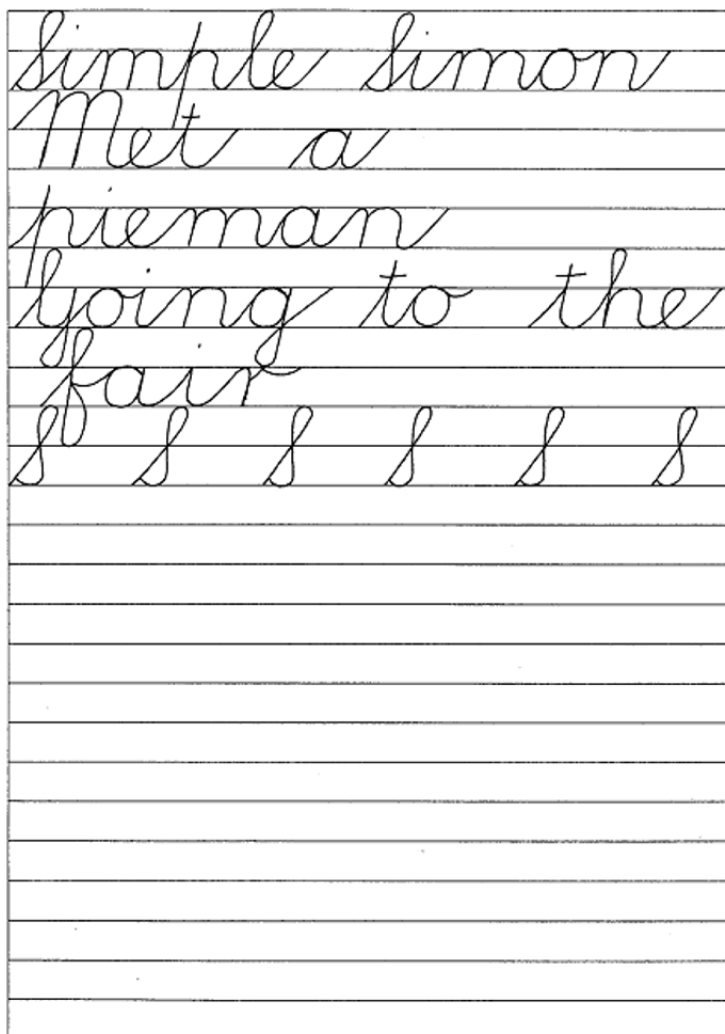 Simple Simon
Met a
pieman
Going to the
fair
S S S S S S